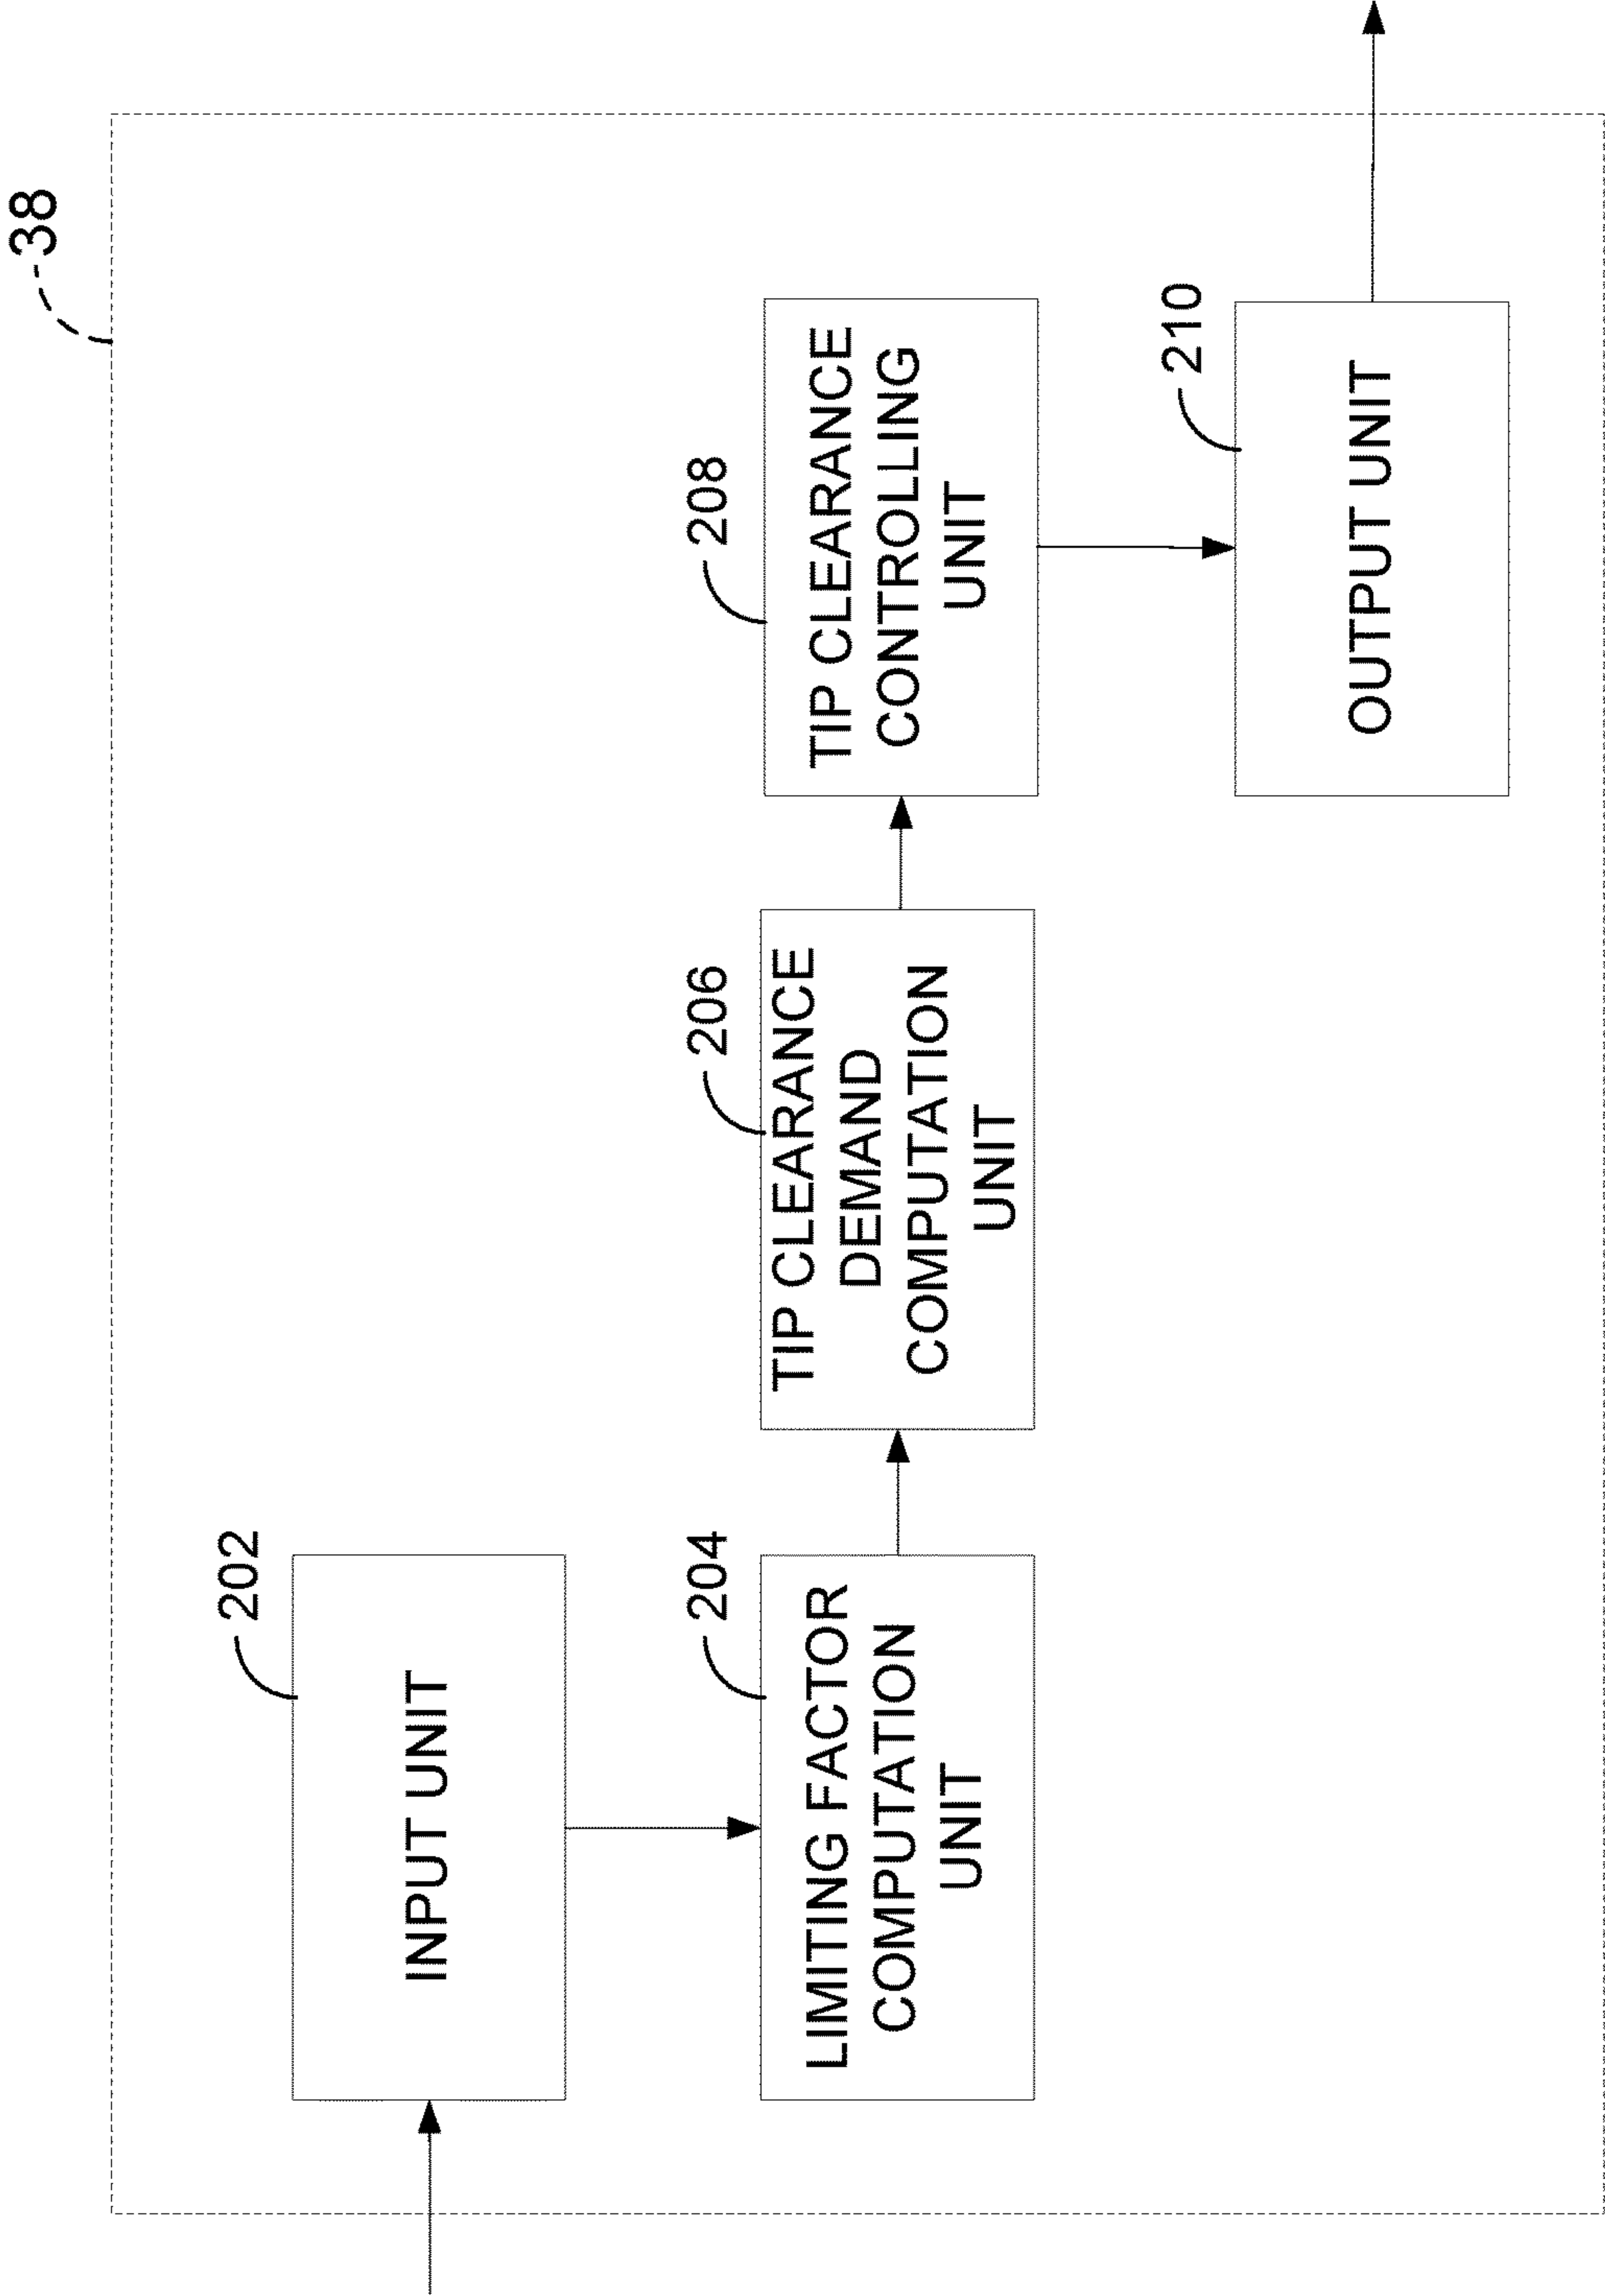 38
202
INPUT UNIT
204
LIMITING FACTOR
COMPUTATION
UNIT
206
TIP CLEARANCE
DEMAND
COMPUTATION
UNIT
208
TIP CLEARANCE
CONTROLLING
UNIT
210
OUTPUT UNIT